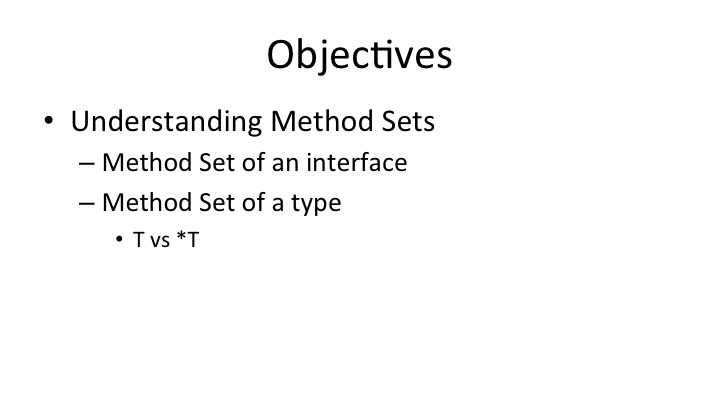 Objectives
• Understanding Method Sets
– Method Set of an interface
– Method Set of a type
• T vs *T